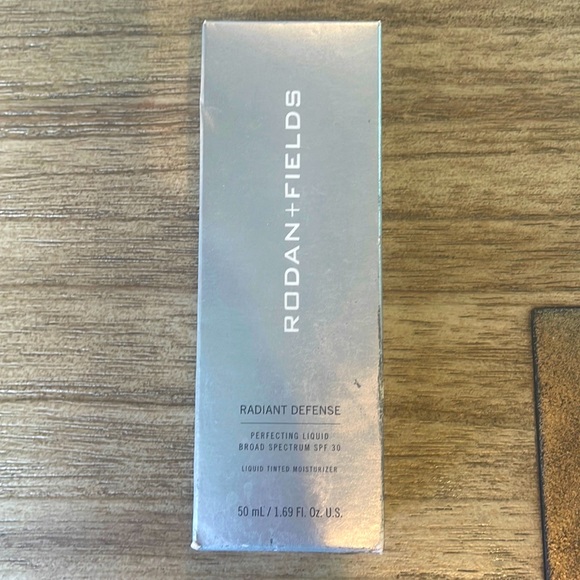 RODAN+FIELDS
RADIANT DEFENSE
PERFECTING LIQUID
BROAD SPECTRUM SPF 30
LIQUID TINTED MOISTURIZER
50 mL / 1.69 Fl. Oz. U.S.